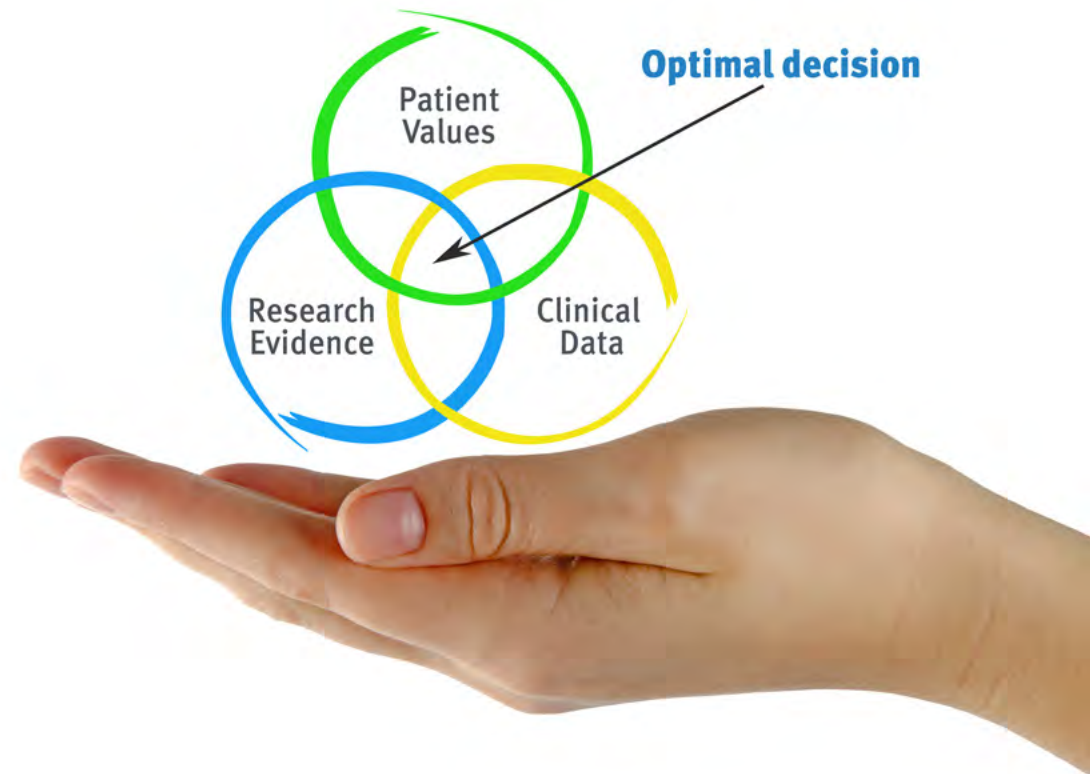 Optimal decision
Patient
Values
Research
Evidence
Clinical
Data